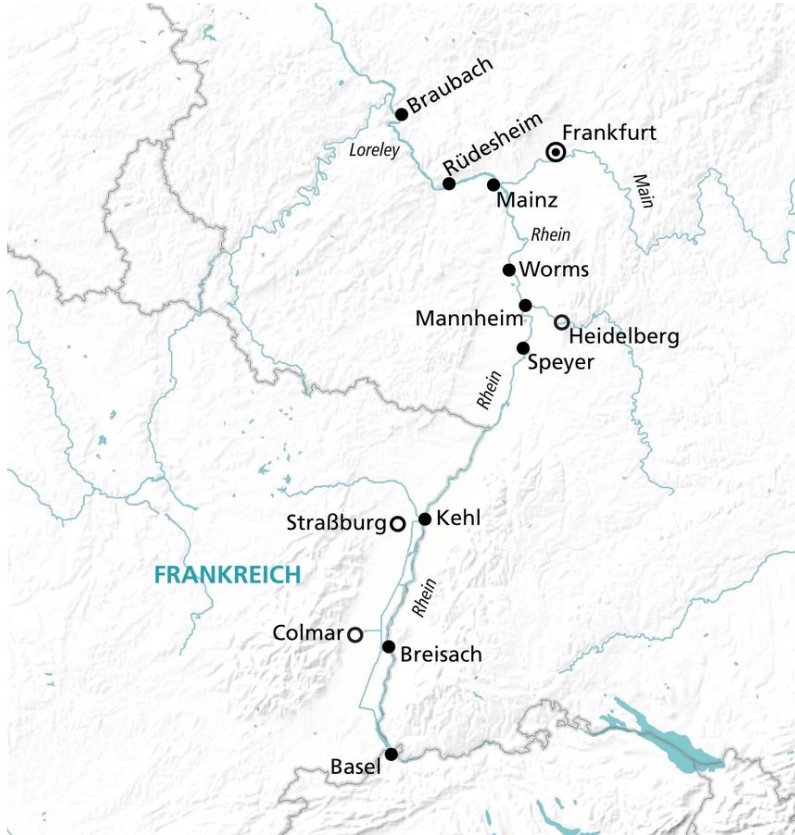 Braubach
Frankfurt
Rüdesheim
Loreley
Main
Mainz
Rhein
Worms
Mannheim
Heidelberg
Speyer
Rhein
Straßburg
Kehl
FRANKREICH
Rhein
Colmar
Breisach
Basel